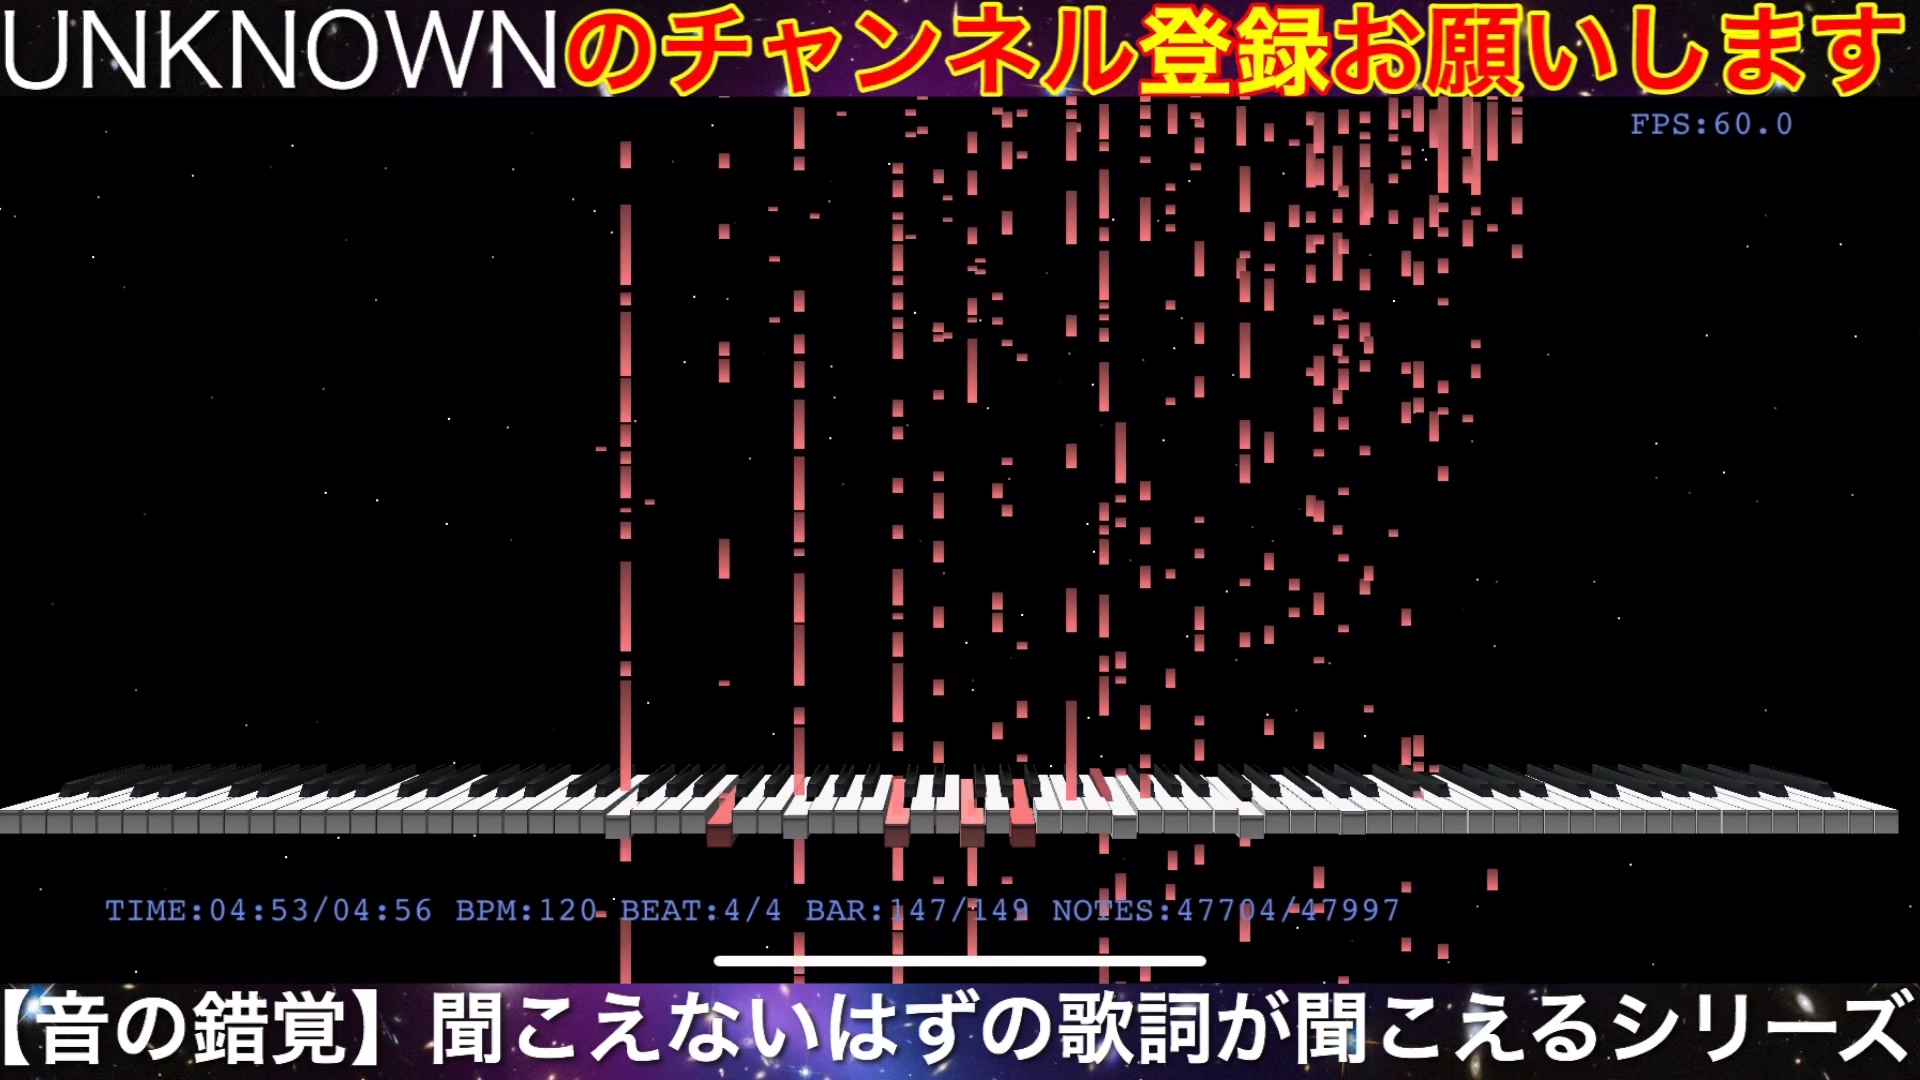 UNKNOWNのチャンネル登録お願いします
FPS:60.0
TIME:04:53/04:56 BPM:120 BEAT:4/4 BAR:147/149 NOTES:47704/47997
【音の錯覚】聞こえないはずの歌詞が聞こえるシリーズ